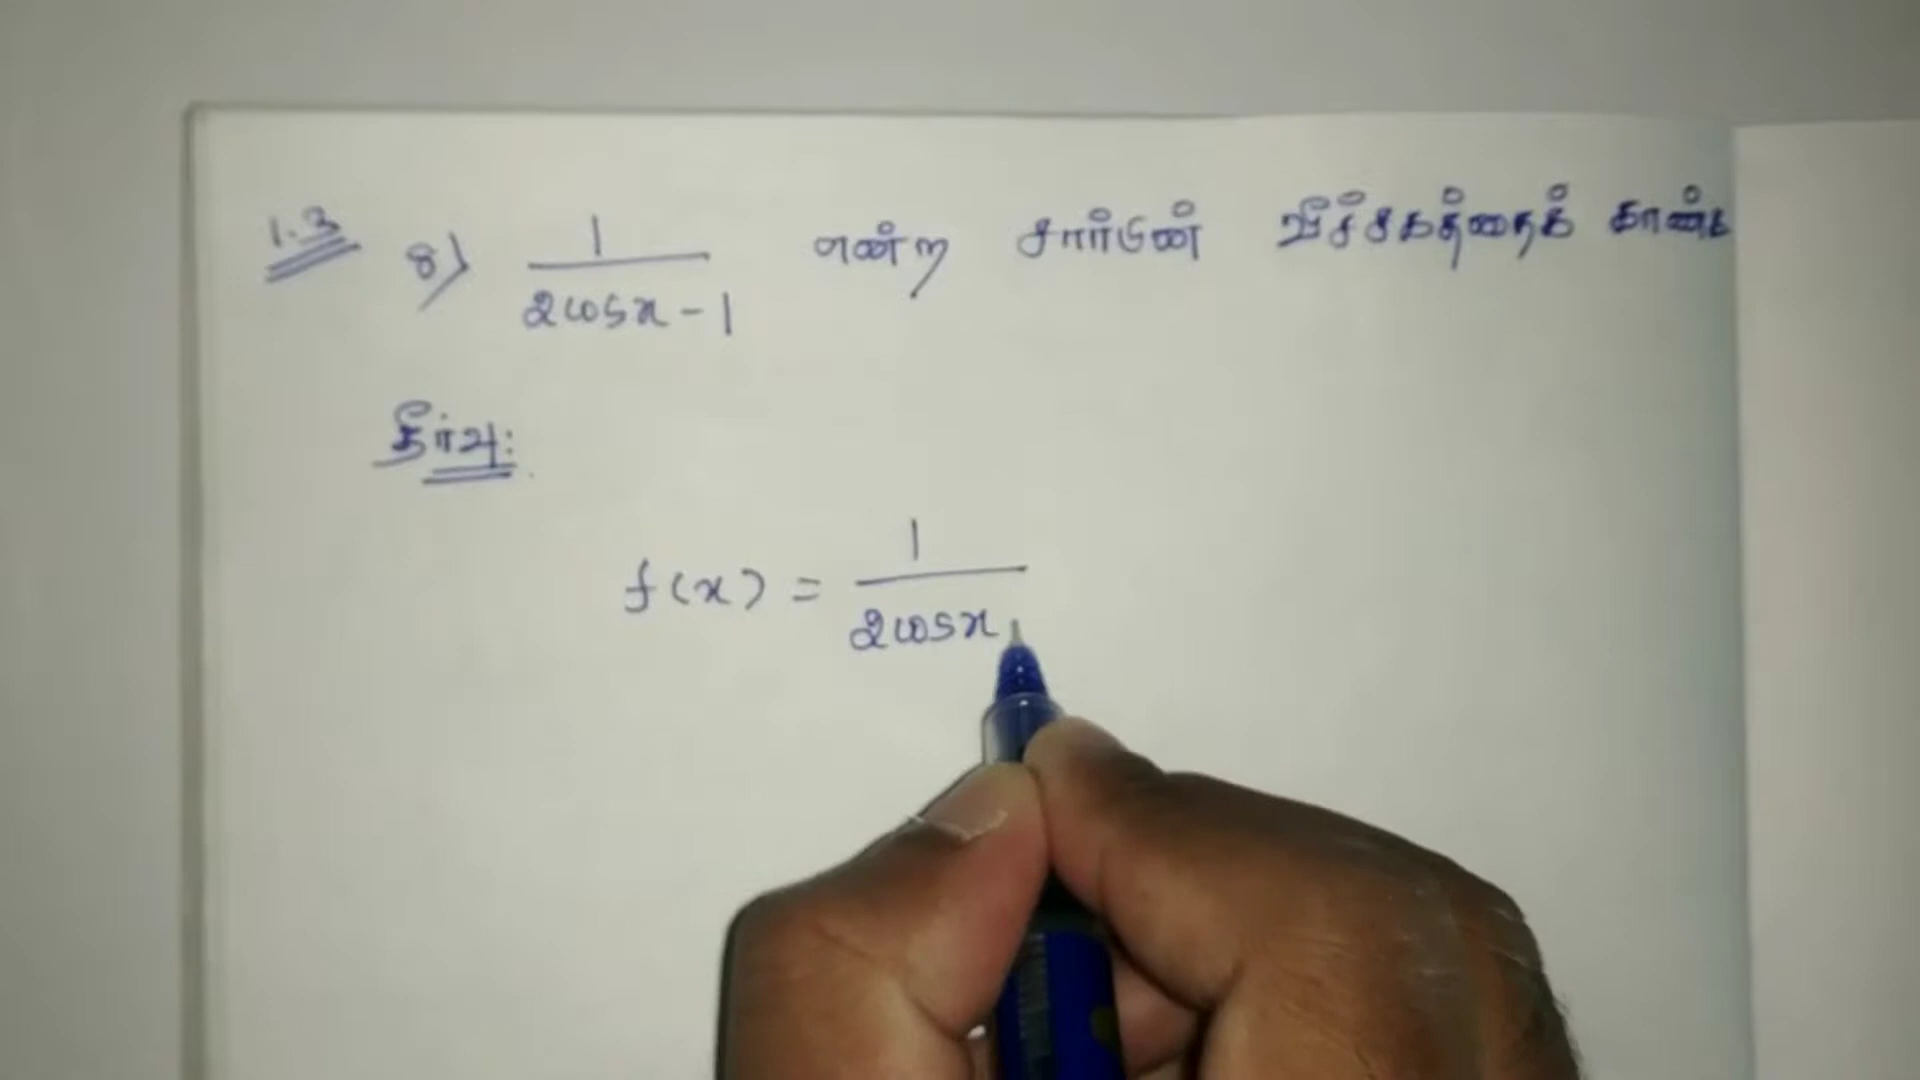 1.3 8) 1/(2cosx - 1) என்ற சார்பின் வீச்சகத்தைக் காண்க
தீர்வு:
f(x) = 1/(2cosx